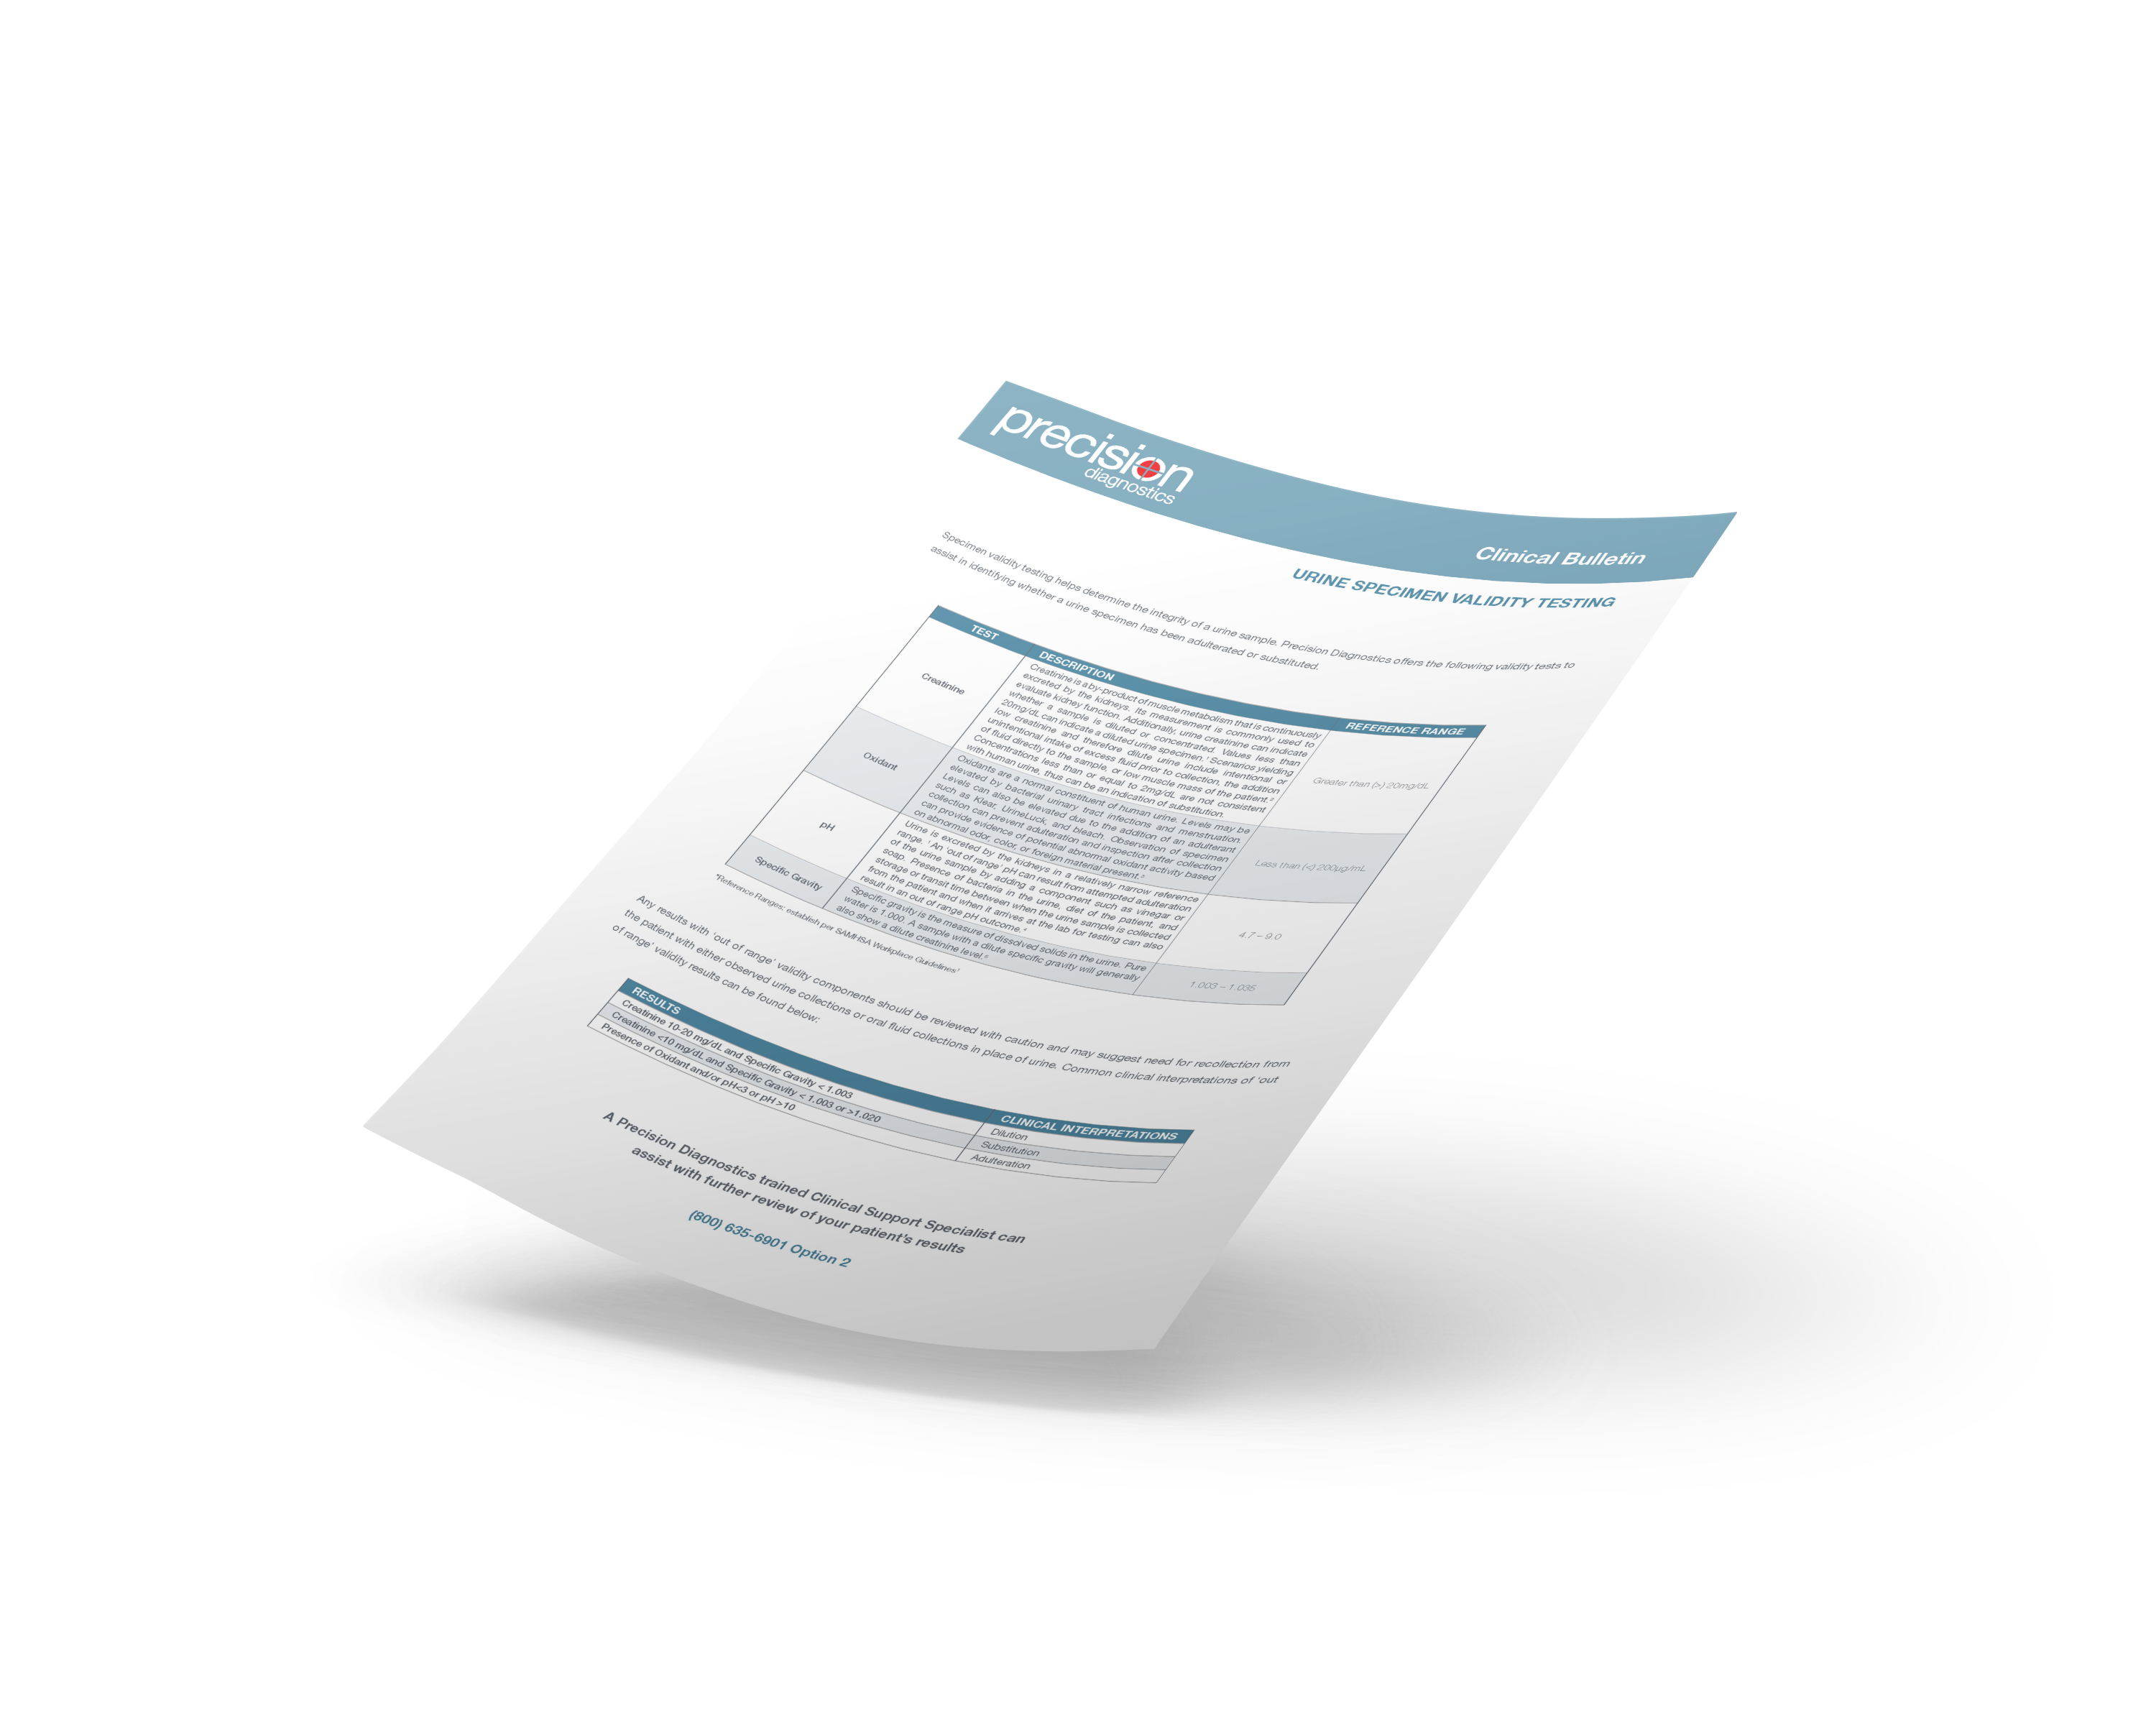 precision
diagnostics
Clinical Bulletin
URINE SPECIMEN VALIDITY TESTING
Specimen validity testing helps determine the integrity of a urine sample. Precision Diagnostics offers the following validity tests to
assist in identifying whether a urine specimen has been adulterated or substituted.
TEST
DESCRIPTION
REFERENCE RANGE
Creatinine
Creatinine is a by-product of muscle metabolism that is continuously
excreted by the kidneys. Its measurement is commonly used to
evaluate kidney function. Additionally, urine creatinine can indicate
whether a sample is diluted or concentrated. Values less than
20mg/dL can indicate a diluted urine specimen.¹ Scenarios yielding
low creatinine and therefore dilute urine include intentional or
unintentional intake of excess fluid prior to collection, the addition
of fluid directly to the sample, or low muscle mass of the patient.²
Concentrations less than or equal to 2mg/dL are not consistent
with human urine, thus can be an indication of substitution.
Greater than (>) 20mg/dL
Oxidant
Oxidants are a normal constituent of human urine. Levels may be
elevated by bacterial urinary tract infections and menstruation.
Levels can also be elevated due to the addition of an adulterant
such as Klear, UrineLuck, and bleach. Observation of specimen
collection can prevent adulteration and inspection after collection
can provide evidence of potential abnormal oxidant activity based
on abnormal odor, color, or foreign material present.³
Less than (<) 200µg/mL
pH
Urine is excreted by the kidneys in a relatively narrow reference
range. ¹ An 'out of range' pH can result from attempted adulteration
of the urine sample by adding a component such as vinegar or
soap. Presence of bacteria in the urine, diet of the patient, and
storage or transit time between when the urine sample is collected
from the patient and when it arrives at the lab for testing can also
result in an out of range pH outcome.⁴
4.7 – 9.0
Specific Gravity
Specific gravity is the measure of dissolved solids in the urine. Pure
water is 1.000. A sample with a dilute specific gravity will generally
also show a dilute creatinine level.⁵
1.003 – 1.035
*Reference Ranges: establish per SAMHSA Workplace Guidelines¹
Any results with 'out of range' validity components should be reviewed with caution and may suggest need for recollection from
the patient with either observed urine collections or oral fluid collections in place of urine. Common clinical interpretations of 'out
of range' validity results can be found below:
RESULTS
CLINICAL INTERPRETATIONS
Creatinine 10-20 mg/dL and Specific Gravity < 1.003
Dilution
Creatinine <10 mg/dL and Specific Gravity < 1.003 or >1.020
Substitution
Presence of Oxidant and/or pH<3 or pH >10
Adulteration
A Precision Diagnostics trained Clinical Support Specialist can
assist with further review of your patient's results
(800) 635-6901 Option 2